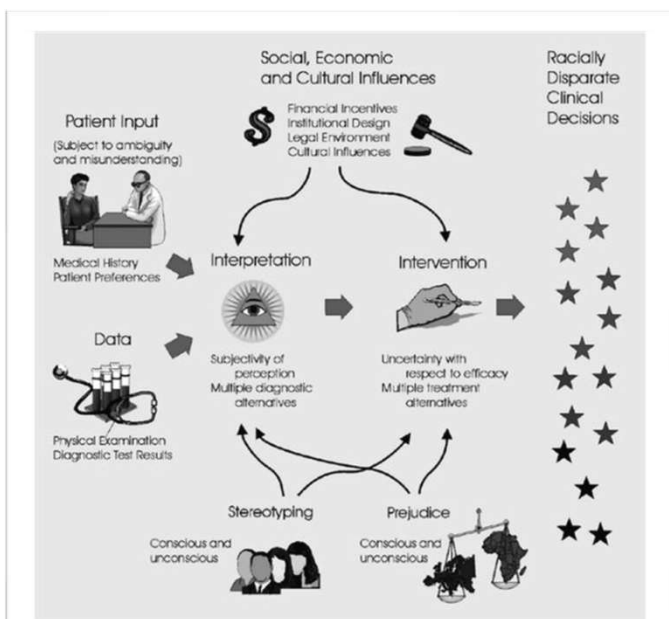 Social, Economic
and Cultural Influences
Financial Incentives
Institutional Design
Legal Environment
Cultural Influences
Racially
Disparate
Clinical
Decisions
Patient Input
(Subject to ambiguity
and misunderstanding)
Medical History
Patient Preferences
Interpretation
Subjectivity of
perception
Multiple diagnostic
alternatives
Intervention
Uncertainty with
respect to efficacy
Multiple treatment
alternatives
Data
Physical Examination
Diagnostic Test Results
Stereotyping
Conscious and
unconscious
Prejudice
Conscious and
unconscious
$